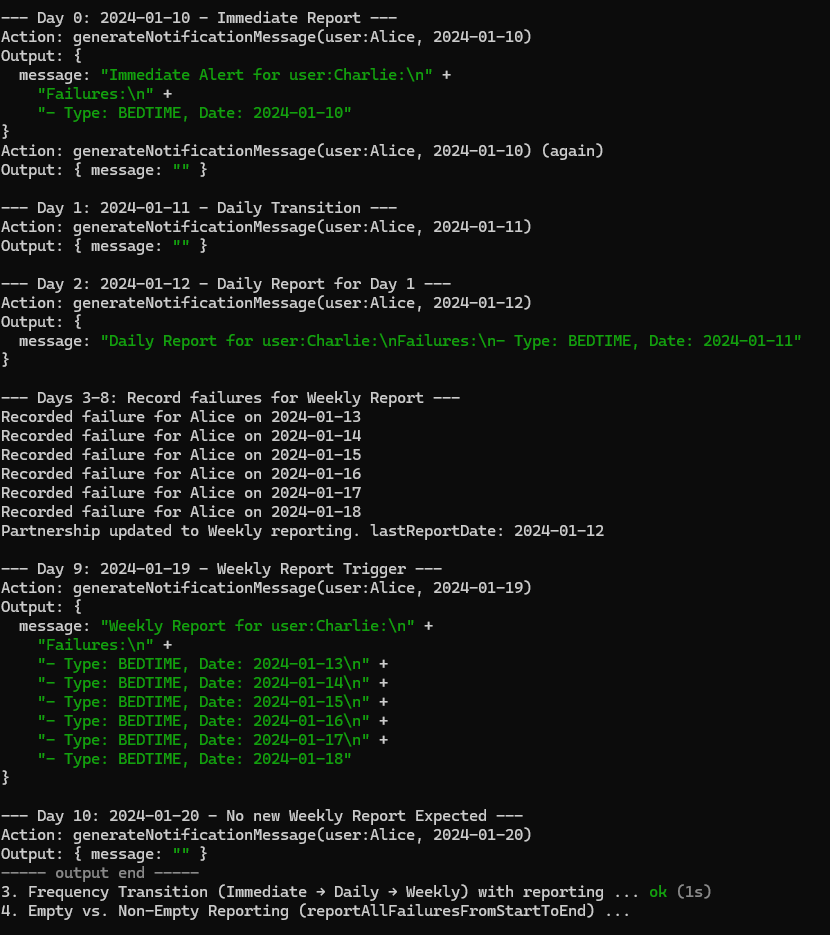 --- Day 0: 2024-01-10 - Immediate Report ---
Action: generateNotificationMessage(user:Alice, 2024-01-10)
Output: {
  message: "Immediate Alert for user:Charlie:\n" +
    "Failures:\n" +
    "- Type: BEDTIME, Date: 2024-01-10"
}
Action: generateNotificationMessage(user:Alice, 2024-01-10) (again)
Output: { message: "" }

--- Day 1: 2024-01-11 - Daily Transition ---
Action: generateNotificationMessage(user:Alice, 2024-01-11)
Output: { message: "" }

--- Day 2: 2024-01-12 - Daily Report for Day 1 ---
Action: generateNotificationMessage(user:Alice, 2024-01-12)
Output: {
  message: "Daily Report for user:Charlie:\nFailures:\n- Type: BEDTIME, Date: 2024-01-11"
}

--- Days 3-8: Record failures for Weekly Report ---
Recorded failure for Alice on 2024-01-13
Recorded failure for Alice on 2024-01-14
Recorded failure for Alice on 2024-01-15
Recorded failure for Alice on 2024-01-16
Recorded failure for Alice on 2024-01-17
Recorded failure for Alice on 2024-01-18
Partnership updated to Weekly reporting. lastReportDate: 2024-01-12

--- Day 9: 2024-01-19 - Weekly Report Trigger ---
Action: generateNotificationMessage(user:Alice, 2024-01-19)
Output: {
  message: "Weekly Report for user:Charlie:\n" +
    "Failures:\n" +
    "- Type: BEDTIME, Date: 2024-01-13\n" +
    "- Type: BEDTIME, Date: 2024-01-14\n" +
    "- Type: BEDTIME, Date: 2024-01-15\n" +
    "- Type: BEDTIME, Date: 2024-01-16\n" +
    "- Type: BEDTIME, Date: 2024-01-17\n" +
    "- Type: BEDTIME, Date: 2024-01-18"
}

--- Day 10: 2024-01-20 - No new Weekly Report Expected ---
Action: generateNotificationMessage(user:Alice, 2024-01-20)
Output: { message: "" }
----- output end -----
3. Frequency Transition (Immediate → Daily → Weekly) with reporting ... ok (1s)
4. Empty vs. Non-Empty Reporting (reportAllFailuresFromStartToEnd) ...